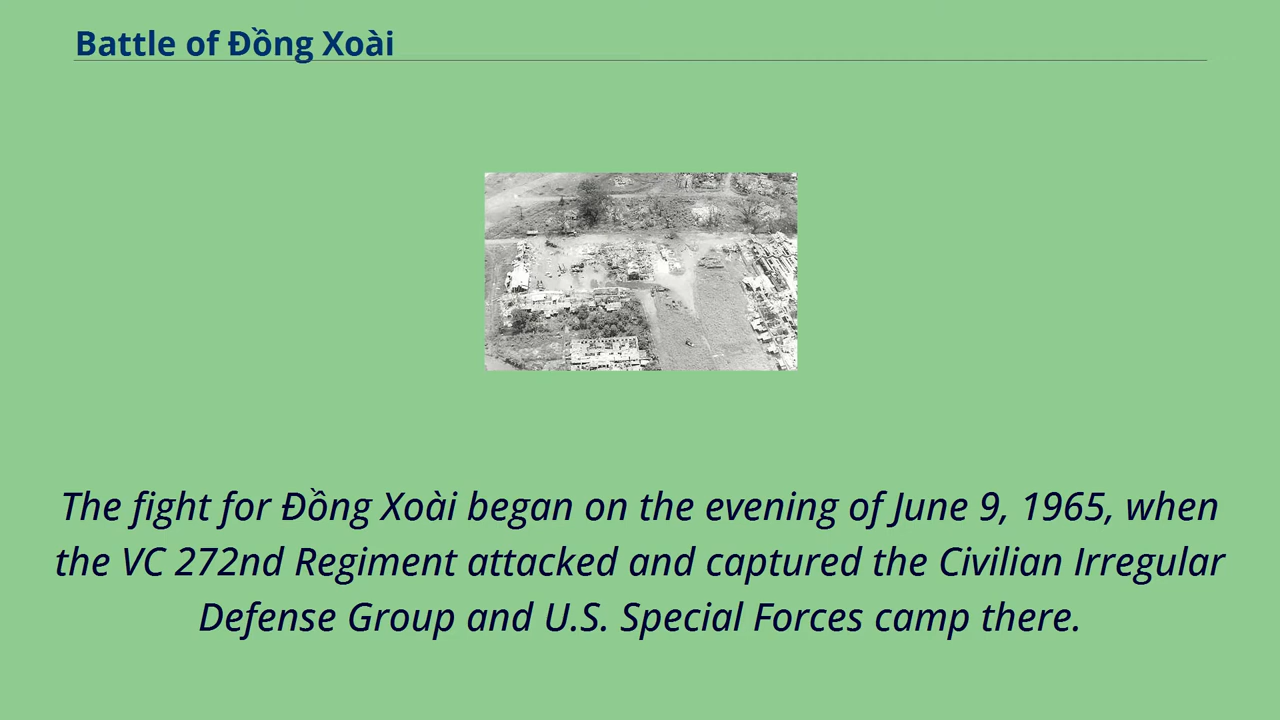 Battle of Đồng Xoài
The fight for Đồng Xoài began on the evening of June 9, 1965, when
the VC 272nd Regiment attacked and captured the Civilian Irregular
Defense Group and U.S. Special Forces camp there.